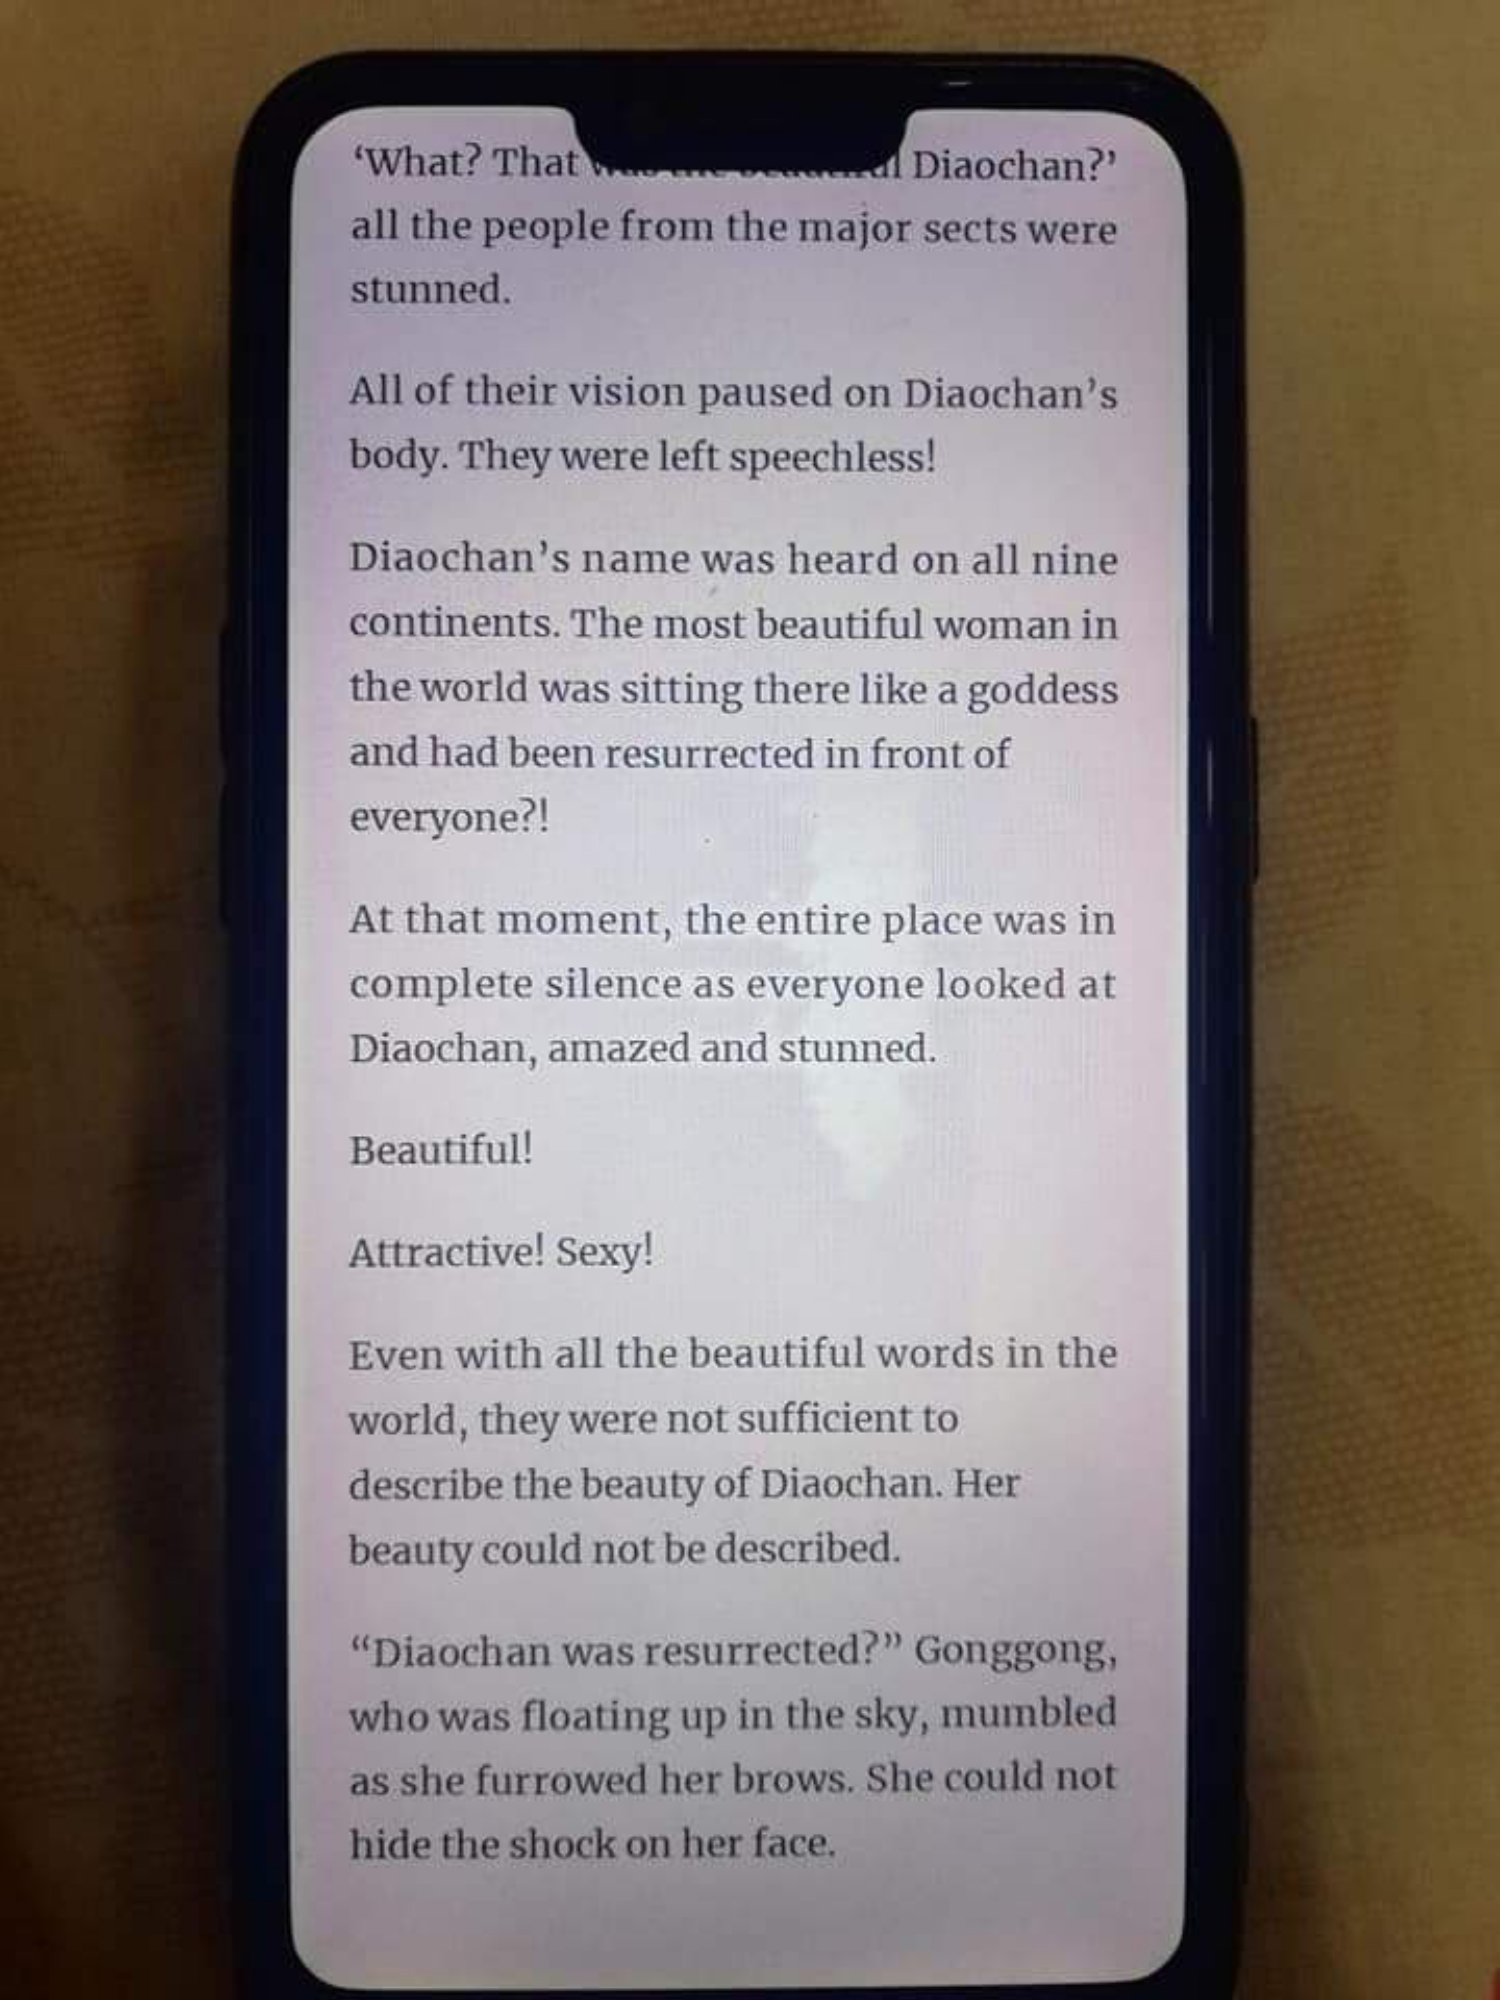 ‘What? That was the beautiful Diaochan?’
all the people from the major sects were
stunned.
All of their vision paused on Diaochan’s
body. They were left speechless!
Diaochan’s name was heard on all nine
continents. The most beautiful woman in
the world was sitting there like a goddess
and had been resurrected in front of
everyone?!
At that moment, the entire place was in
complete silence as everyone looked at
Diaochan, amazed and stunned.
Beautiful!
Attractive! Sexy!
Even with all the beautiful words in the
world, they were not sufficient to
describe the beauty of Diaochan. Her
beauty could not be described.
“Diaochan was resurrected?” Gonggong,
who was floating up in the sky, mumbled
as she furrowed her brows. She could not
hide the shock on her face.